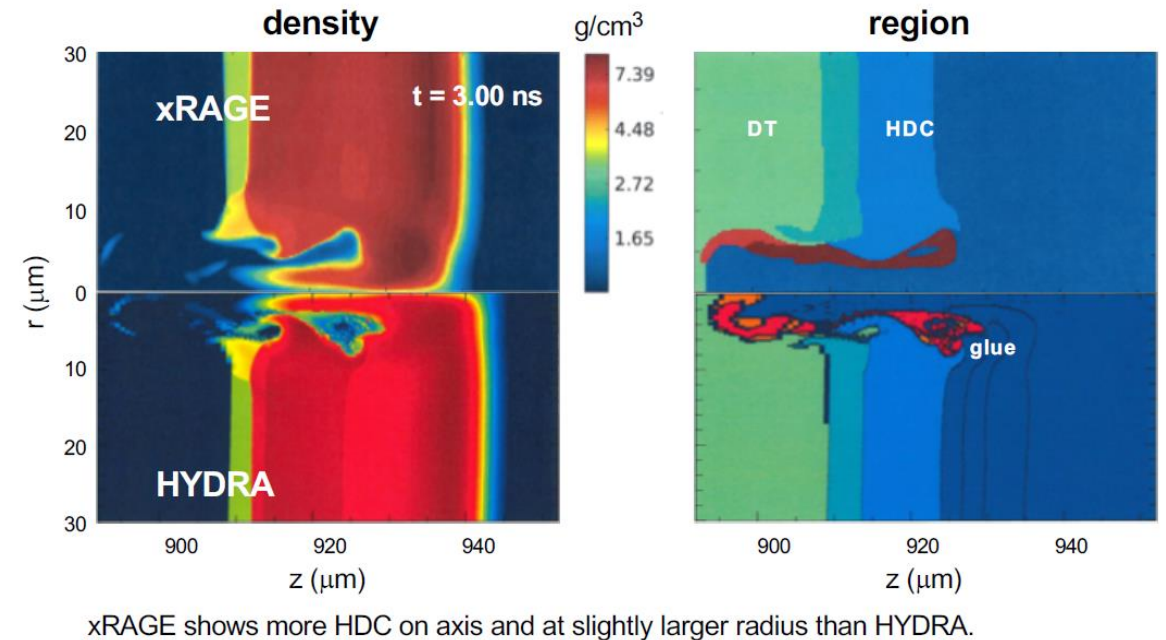 density
g/cm³
region
30
20
10
0
10
20
30
r (μm)
xRAGE
t = 3.00 ns
HYDRA
7.39
4.48
2.72
1.65
DT
HDC
glue
900
920
940
z (μm)
900
920
940
z (μm)
xRAGE shows more HDC on axis and at slightly larger radius than HYDRA.